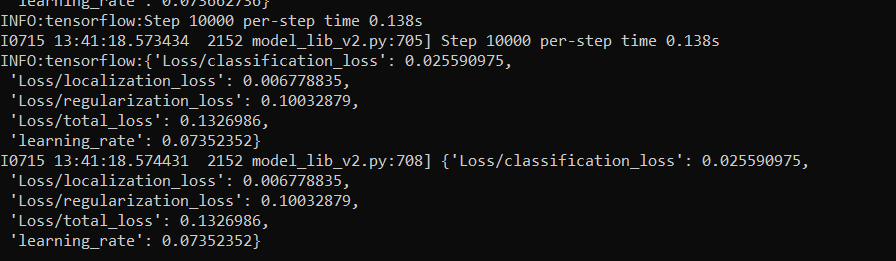 'learning_rate': 0.073662736}
INFO:tensorflow:Step 10000 per-step time 0.138s
I0715 13:41:18.573434  2152 model_lib_v2.py:705] Step 10000 per-step time 0.138s
INFO:tensorflow:{'Loss/classification_loss': 0.025590975,
 'Loss/localization_loss': 0.006778835,
 'Loss/regularization_loss': 0.10032879,
 'Loss/total_loss': 0.1326986,
 'learning_rate': 0.07352352}
I0715 13:41:18.574431  2152 model_lib_v2.py:708] {'Loss/classification_loss': 0.025590975,
 'Loss/localization_loss': 0.006778835,
 'Loss/regularization_loss': 0.10032879,
 'Loss/total_loss': 0.1326986,
 'learning_rate': 0.07352352}